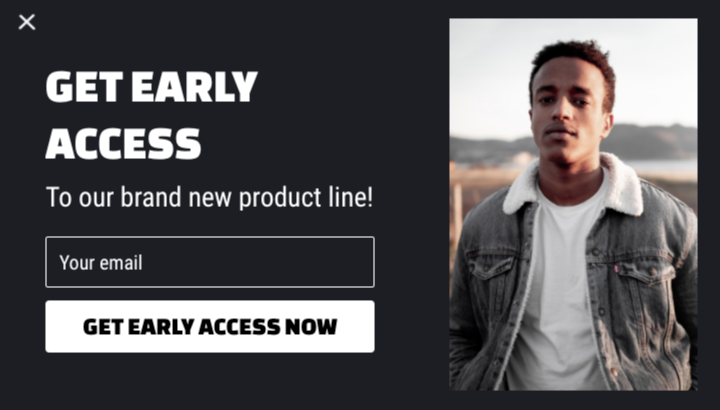 GET EARLY
ACCESS
To our brand new product line!
Your email
GET EARLY ACCESS NOW